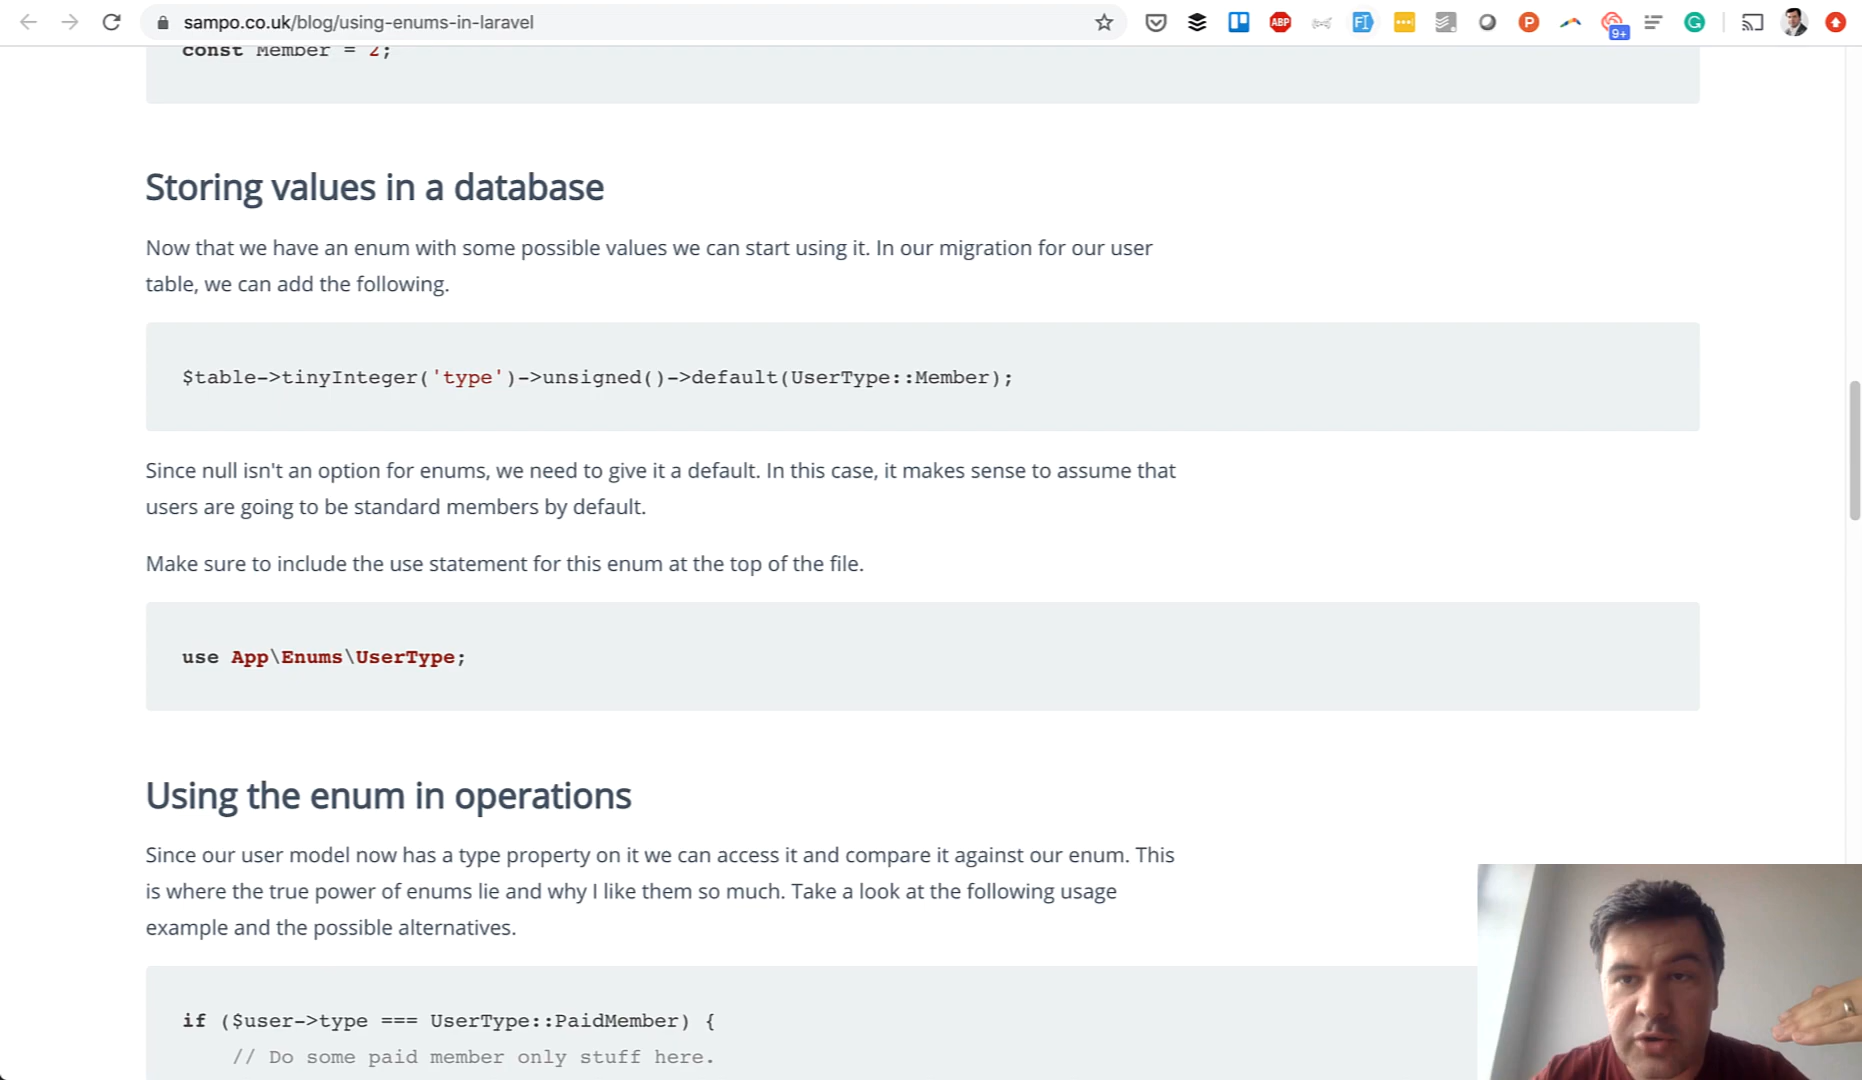 sampo.co.uk/blog/using-enums-in-laravel
ABP
FI
P
9+
G
const Member = 2;
Storing values in a database
Now that we have an enum with some possible values we can start using it. In our migration for our user
table, we can add the following.
$table->tinyInteger('type')->unsigned()->default(UserType::Member);
Since null isn't an option for enums, we need to give it a default. In this case, it makes sense to assume that
users are going to be standard members by default.
Make sure to include the use statement for this enum at the top of the file.
use App\Enums\UserType;
Using the enum in operations
Since our user model now has a type property on it we can access it and compare it against our enum. This
is where the true power of enums lie and why I like them so much. Take a look at the following usage
example and the possible alternatives.
if ($user->type === UserType::PaidMember) {
// Do some paid member only stuff here.